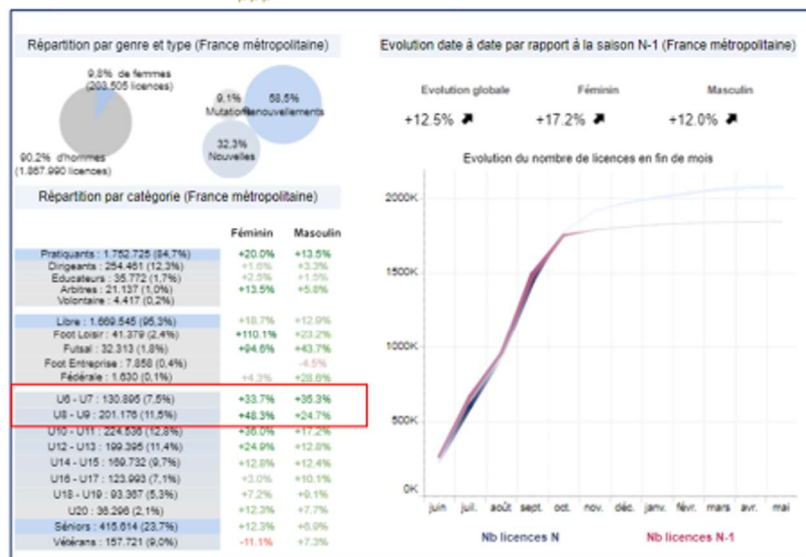 Répartition par genre et type (France métropolitaine)
9,8% de femmes
(203.505 licences)
90,2% d'hommes
(1.867.990 licences)
9,1%
Mutations
58,5%
Renouvellements
32,3%
Nouvelles
Répartition par catégorie (France métropolitaine)
Féminin Masculin
Pratiquants : 1.752.725 (84,7%) +20.0% +13.5%
Dirigeants : 254.461 (12,3%) +1.6% +3.3%
Educateurs : 35.772 (1,7%) +2.5% +1.5%
Arbitres : 21.137 (1,0%) +13.5% +5.8%
Volontaire : 4.417 (0,2%)
Libre : 1.669.545 (95,3%) +18.7% +12.9%
Foot Loisir : 41.379 (2,4%) +110.1% +23.2%
Futsal : 32.313 (1,8%) +94.6% +43.7%
Foot Entreprise : 7.858 (0,4%) -4.5%
Fédérale : 1.630 (0,1%) +4.3% +28.6%
U6 - U7 : 130.895 (7,5%) +33.7% +35.3%
U8 - U9 : 201.176 (11,5%) +48.3% +24.7%
U10 - U11 : 224.536 (12,8%) +36.0% +17.2%
U12 - U13 : 199.395 (11,4%) +24.9% +12.8%
U14 - U15 : 169.732 (9,7%) +12.8% +12.4%
U16 - U17 : 123.993 (7,1%) +3.0% +10.1%
U18 - U19 : 93.367 (5,3%) +7.2% +9.1%
U20 : 36.296 (2,1%) +12.3% +7.7%
Séniors : 415.614 (23,7%) +12.3% +6.9%
Vétérans : 157.721 (9,0%) -11.1% +7.3%
Evolution date à date par rapport à la saison N-1 (France métropolitaine)
Evolution globale Féminin Masculin
+12.5% +17.2% +12.0%
Evolution du nombre de licences en fin de mois
2000K
1500K
1000K
500K
0K
juin juil. août sept. oct. nov. déc. janv. févr. mars avr. mai
Nb licences N Nb licences N-1